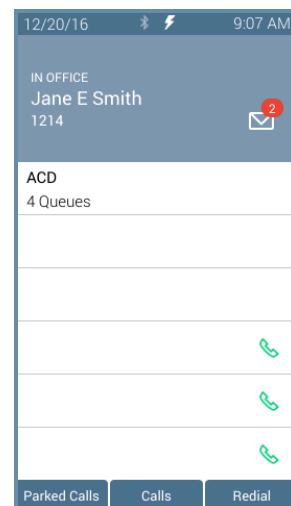 12/20/16 9:07 AM
IN OFFICE
Jane E Smith
1214
2
ACD
4 Queues
Parked Calls Calls Redial